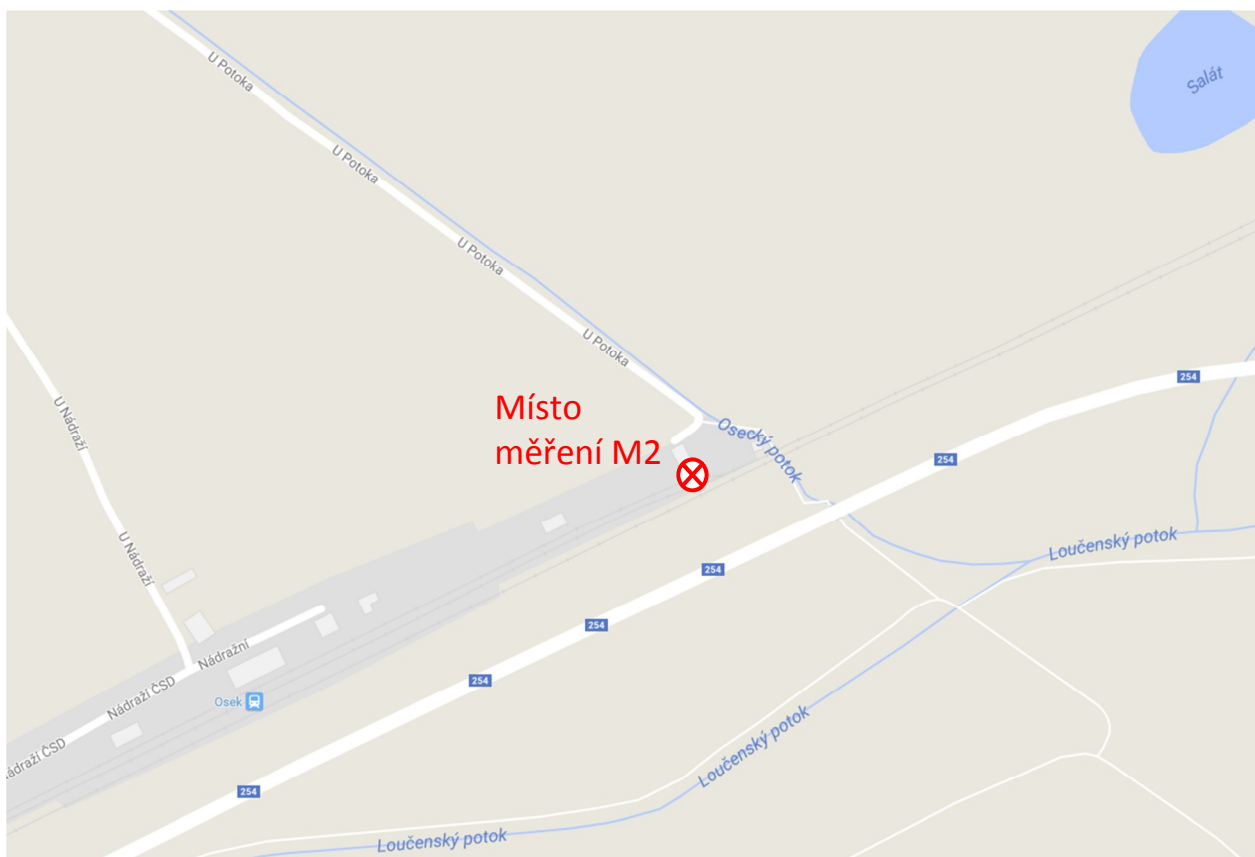 U Potoka
Salát
U Potoka
U Potoka
U Potoka
254
U Nádraží
Místo
měření M2
Osecký potok
254
U Nádraží
Loučenský potok
254
254
Nádražní
254
Nádraží ČSD
Osek
Loučenský potok
ádraží ČSD
254
Loučenský potok